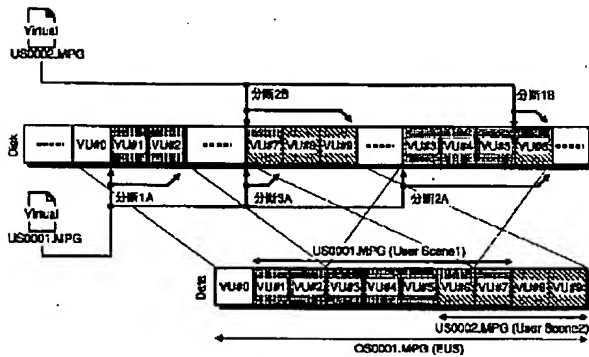 Virtual
US0002.MPG
分断2B
分断1B
Disk
VU#0
VU#1
VU#2
VU#7
VU#8
VU#9
VU#3
VU#4
VU#5
VU#6
分断1A
分断3A
分断2A
Virtual
US0001.MPG
US0001.MPG (User Scene1)
Data
VU#0
VU#1
VU#2
VU#3
VU#4
VU#5
VU#6
VU#7
VU#8
VU#9
US0002.MPG (User Scene2)
OS0001.MPG (EUS)